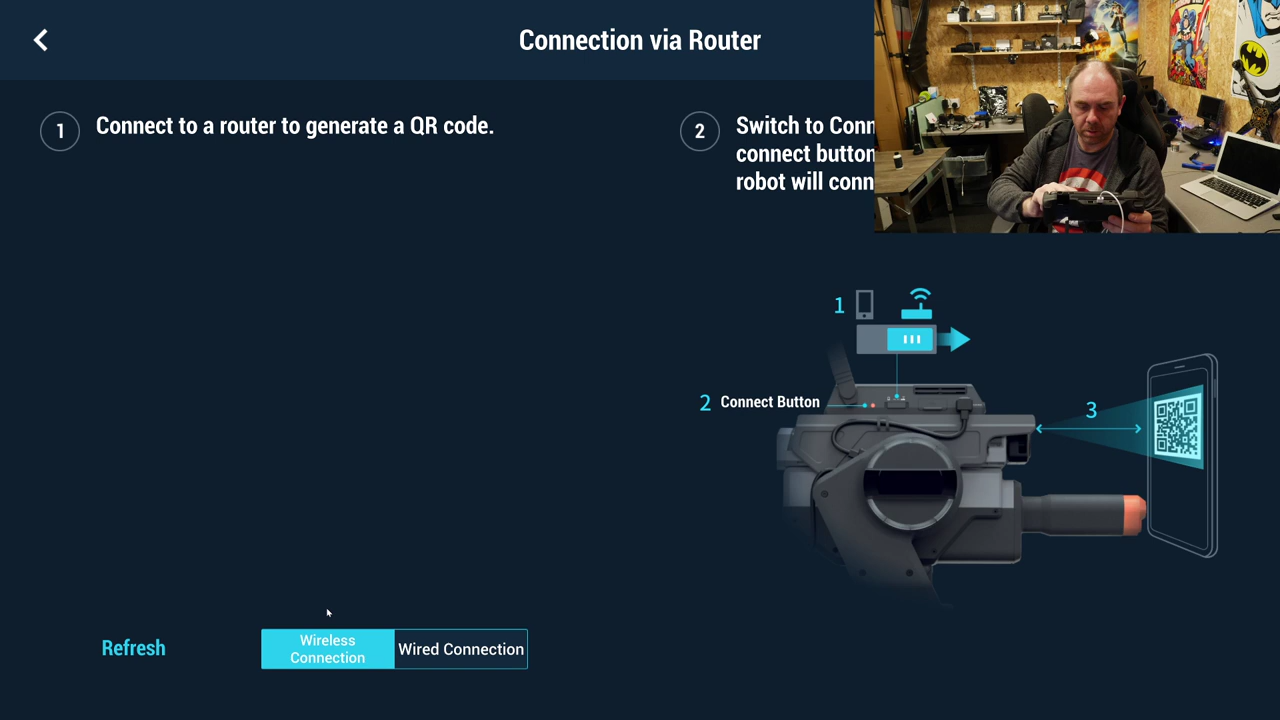 Connection via Router
1 Connect to a router to generate a QR code.
2 Switch to Conn
connect button
robot will conn
1
2 Connect Button
3
Refresh
Wireless
Connection
Wired Connection